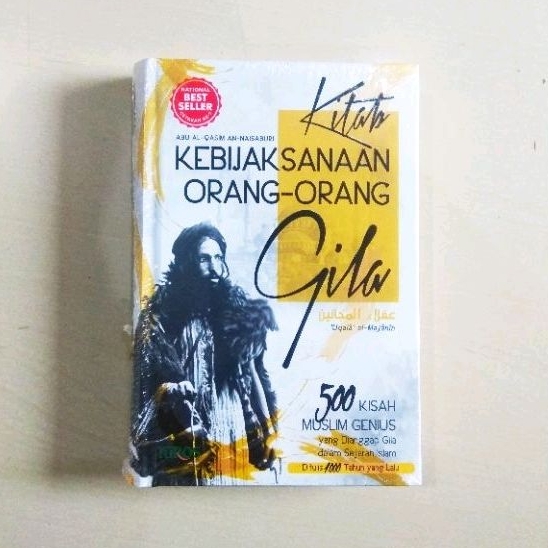 NATIONAL
BEST
SELLER
Kitab
ABU AL-QASIM AN-NAISABURI
KEBIJAKSANAAN
ORANG-ORANG
Gila
عقلاء المجانين
'Uqalā' al-Majānīn
500 KISAH
MUSLIM GENIUS
yang Dianggap Gila
dalam Sejarah Islam
Ditulis 1000 Tahun yang Lalu